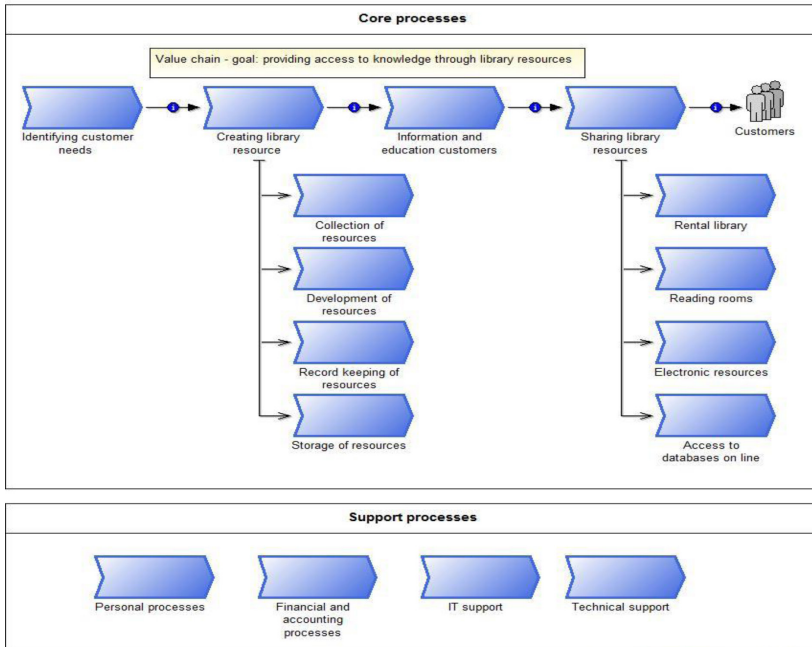 Core processes
Value chain - goal: providing access to knowledge through library resources
Identifying customer
needs
Creating library
resource
Information and
education customers
Sharing library
resources
Customers
Collection of
resources
Development of
resources
Record keeping of
resources
Storage of resources
Rental library
Reading rooms
Electronic resources
Access to
databases on line
Support processes
Personal processes
Financial and
accounting
processes
IT support
Technical support